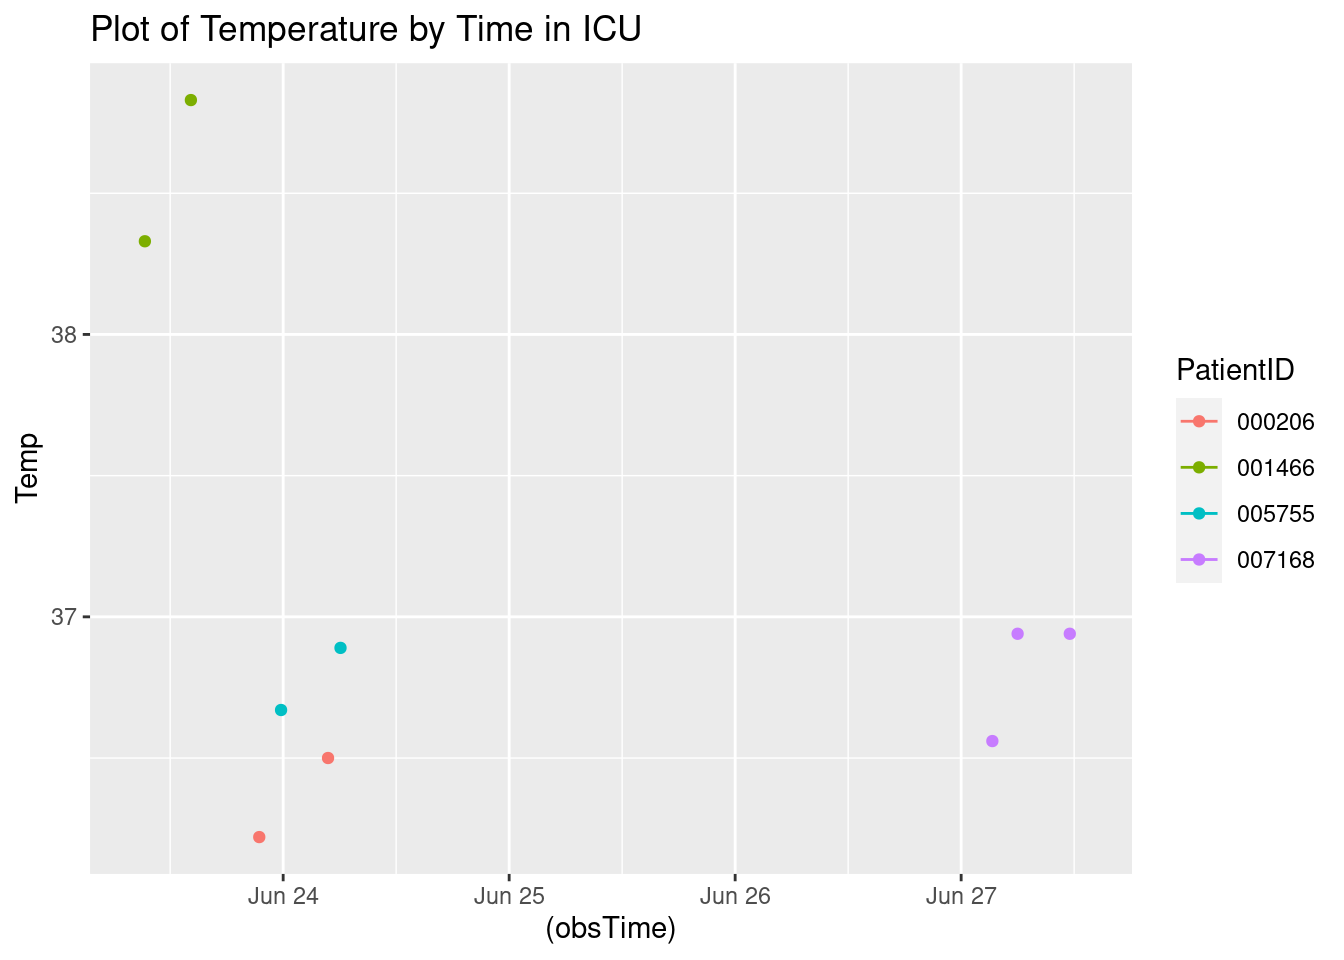 Plot of Temperature by Time in ICU
Temp
38
37
Jun 24
Jun 25
Jun 26
Jun 27
(obsTime)
PatientID
000206
001466
005755
007168